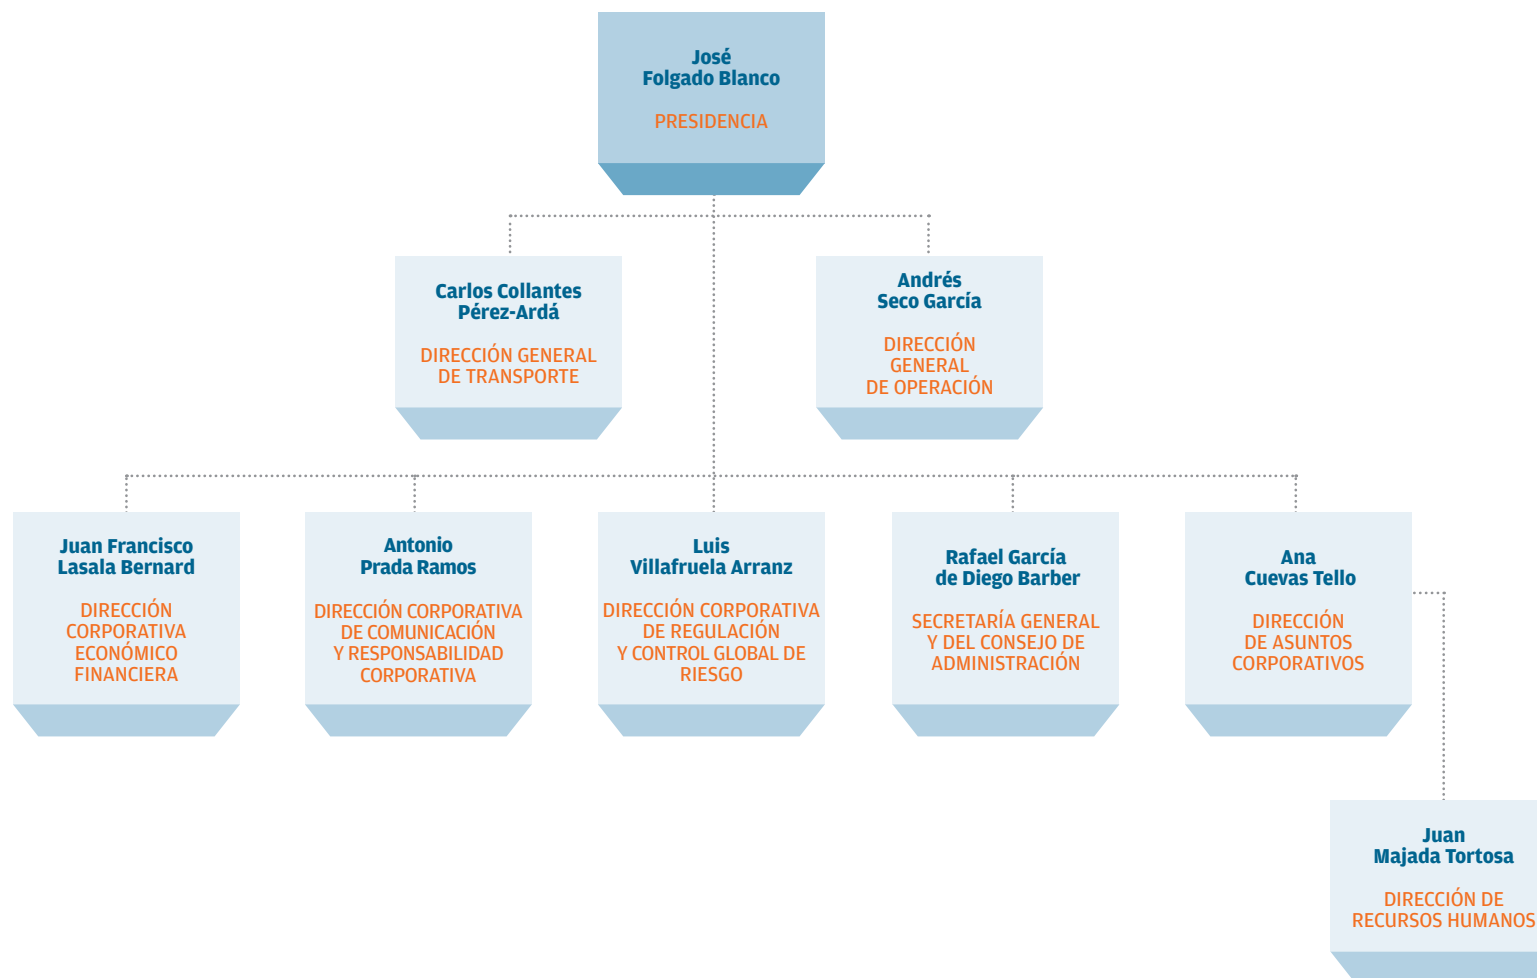 José
Folgado Blanco
PRESIDENCIA
Carlos Collantes
Pérez-Ardá
DIRECCIÓN GENERAL
DE TRANSPORTE
Andrés
Seco García
DIRECCIÓN
GENERAL
DE OPERACIÓN
Juan Francisco
Lasala Bernard
DIRECCIÓN
CORPORATIVA
ECONÓMICO
FINANCIERA
Antonio
Prada Ramos
DIRECCIÓN CORPORATIVA
DE COMUNICACIÓN
Y RESPONSABILIDAD
CORPORATIVA
Luis
Villafruela Arranz
DIRECCIÓN CORPORATIVA
DE REGULACIÓN
Y CONTROL GLOBAL DE
RIESGO
Rafael García
de Diego Barber
SECRETARÍA GENERAL
Y DEL CONSEJO DE
ADMINISTRACIÓN
Ana
Cuevas Tello
DIRECCIÓN
DE ASUNTOS
CORPORATIVOS
Juan
Majada Tortosa
DIRECCIÓN DE
RECURSOS HUMANOS